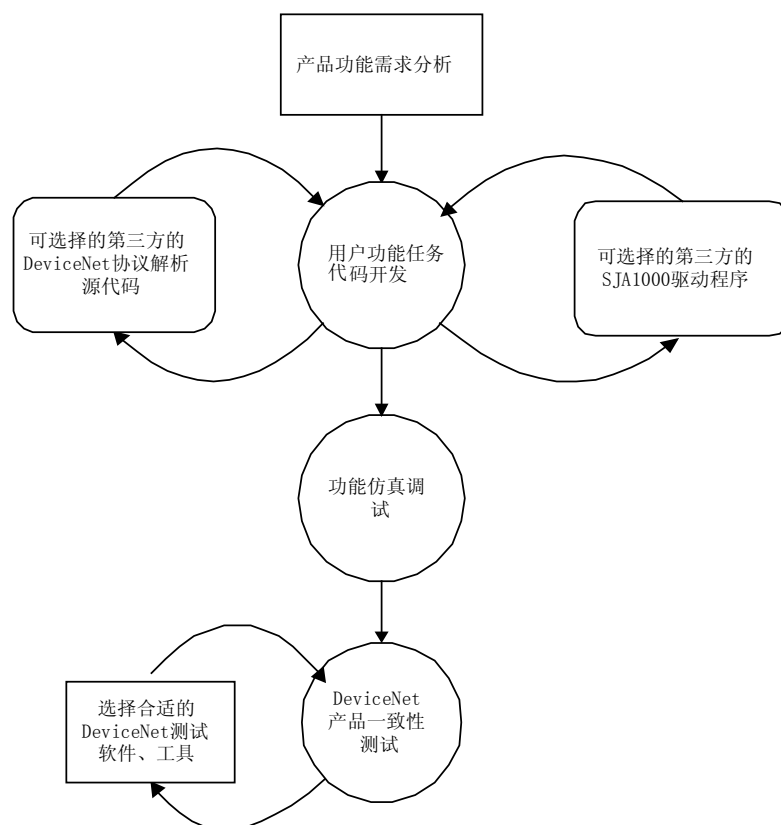 产品功能需求分析
可选择的第三方的
DeviceNet协议解析
源代码
用户功能任务
代码开发
可选择的第三方的
SJA1000驱动程序
功能仿真调
试
选择合适的
DeviceNet测试
软件、工具
DeviceNet
产品一致性
测试